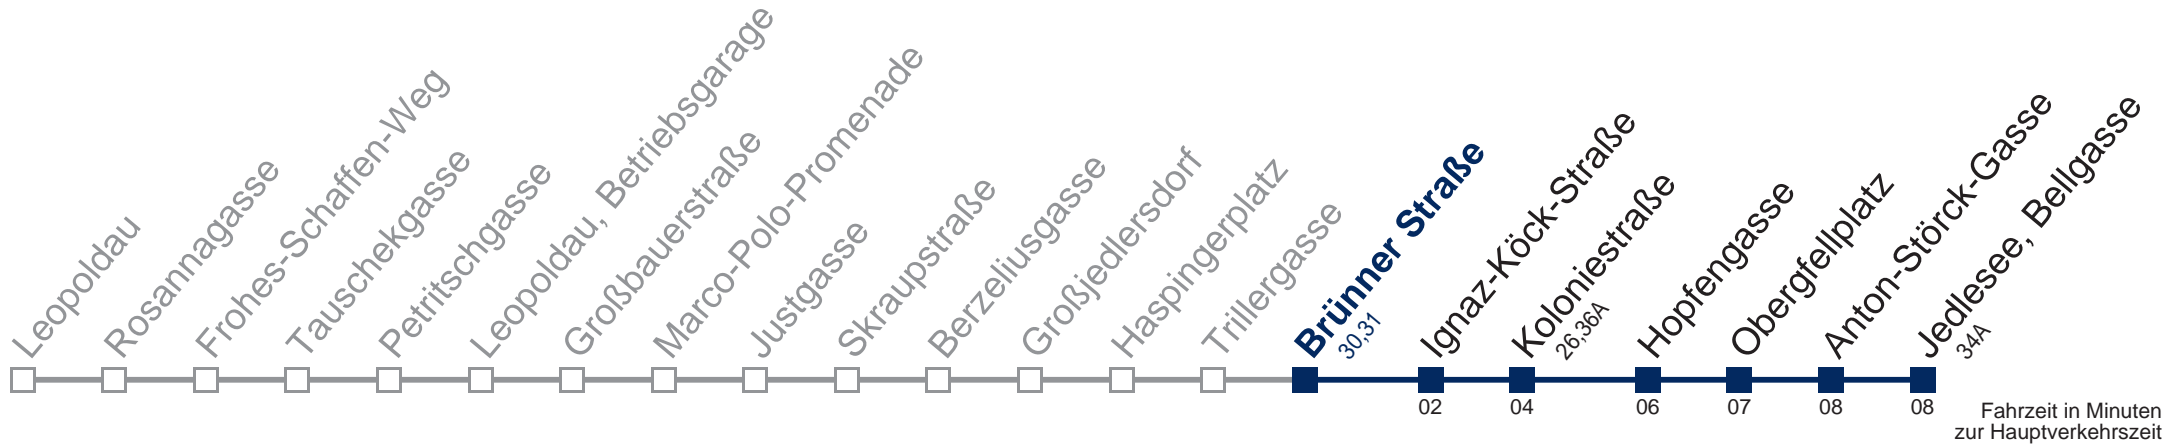 Leopoldau
Rosannagasse
Frohes-Schaffen-Weg
Tauschekgasse
Petritschgasse
Leopoldau, Betriebsgarage
Großbauerstraße
Marco-Polo-Promenade
Justgasse
Skraupstraße
Berzeliusgasse
Großjedlersdorf
Haspingerplatz
Trillergasse
Brünner Straße
30,31
Ignaz-Köck-Straße
Koloniestraße
26,36A
Hopfengasse
Obergfellplatz
Anton-Störck-Gasse
Jedlesee, Bellgasse
34A
02
04
06
07
08
08
Fahrzeit in Minuten
zur Hauptverkehrszeit